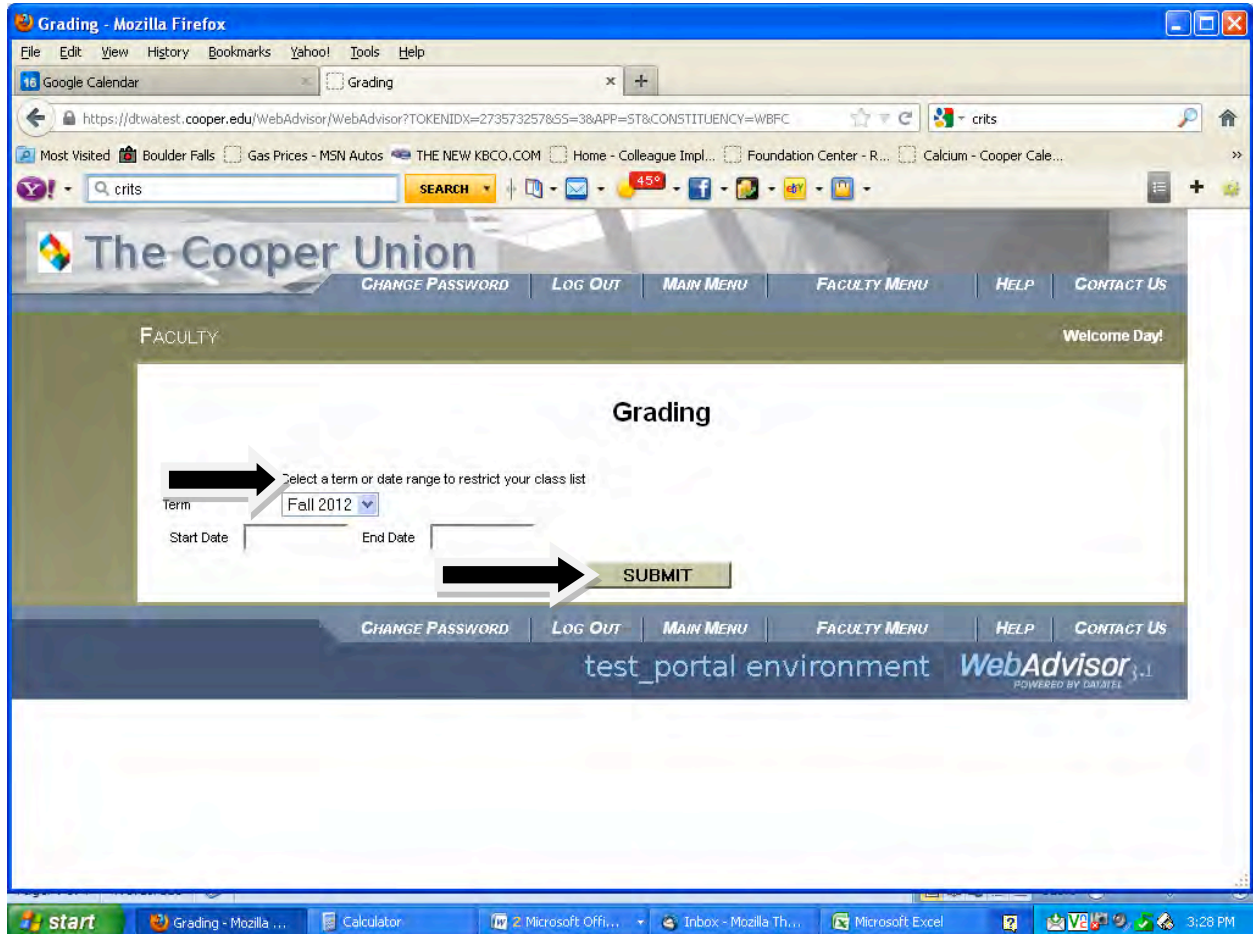 Grading - Mozilla Firefox
File Edit View History Bookmarks Yahoo! Tools Help
16 Google Calendar × Grading × +
https://dtwatest.cooper.edu/WebAdvisor/WebAdvisor?TOKENIDX=273573257&SS=3&APP=ST&CONSTITUENCY=WBFC crits
Most Visited Boulder Falls Gas Prices - MSN Autos THE NEW KBCO.COM Home - Colleague Impl... Foundation Center - R... Calcium - Cooper Cale... »
Y! crits SEARCH 45° ebY
The Cooper Union
CHANGE PASSWORD LOG OUT MAIN MENU FACULTY MENU HELP CONTACT US
FACULTY Welcome Day!
Grading
Select a term or date range to restrict your class list
Term Fall 2012
Start Date End Date
SUBMIT
CHANGE PASSWORD LOG OUT MAIN MENU FACULTY MENU HELP CONTACT US
test_portal environment WebAdvisor 3.1
POWERED BY DATATEL
start Grading - Mozilla ... Calculator 2 Microsoft Offi... Inbox - Mozilla Th... Microsoft Excel 3:28 PM